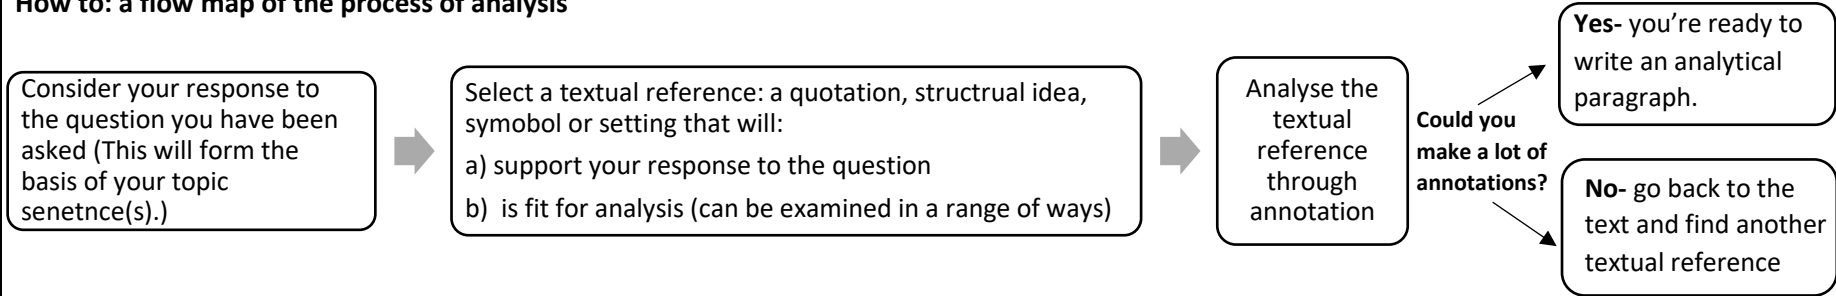 How to: a flow map of the process of analysis
Consider your response to
the question you have been
asked (This will form the
basis of your topic
senetnce(s).)
Select a textual reference: a quotation, structrual idea,
symobol or setting that will:
a) support your response to the question
b) is fit for analysis (can be examined in a range of ways)
Analyse the
textual
reference
through
annotation
Could you
make a lot of
annotations?
Yes- you’re ready to
write an analytical
paragraph.
No- go back to the
text and find another
textual reference